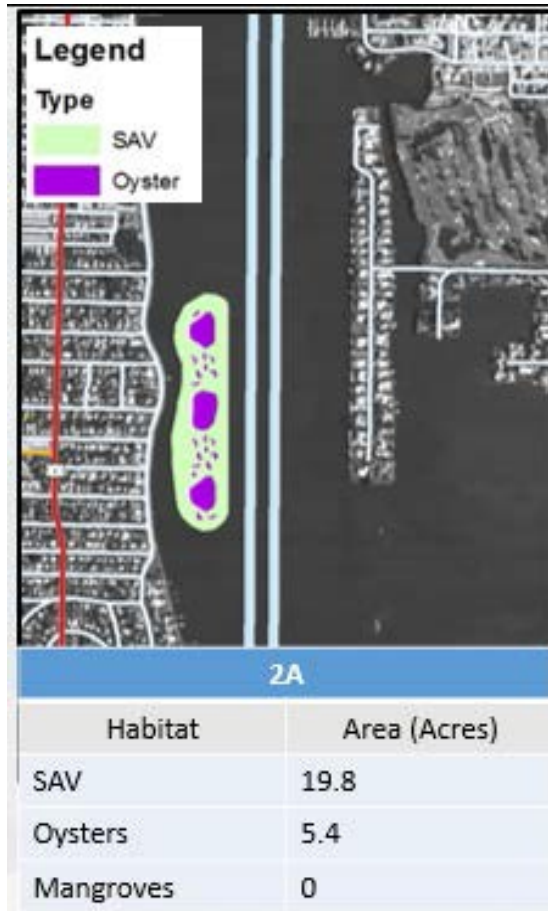 Legend
Type
SAV
Oyster
2A
Habitat Area (Acres)
SAV 19.8
Oysters 5.4
Mangroves 0